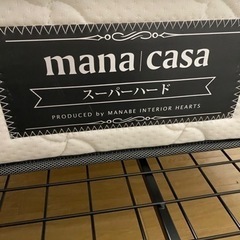 mana casa
スーパーハード
PRODUCED by MANABE INTERIOR HEARTS